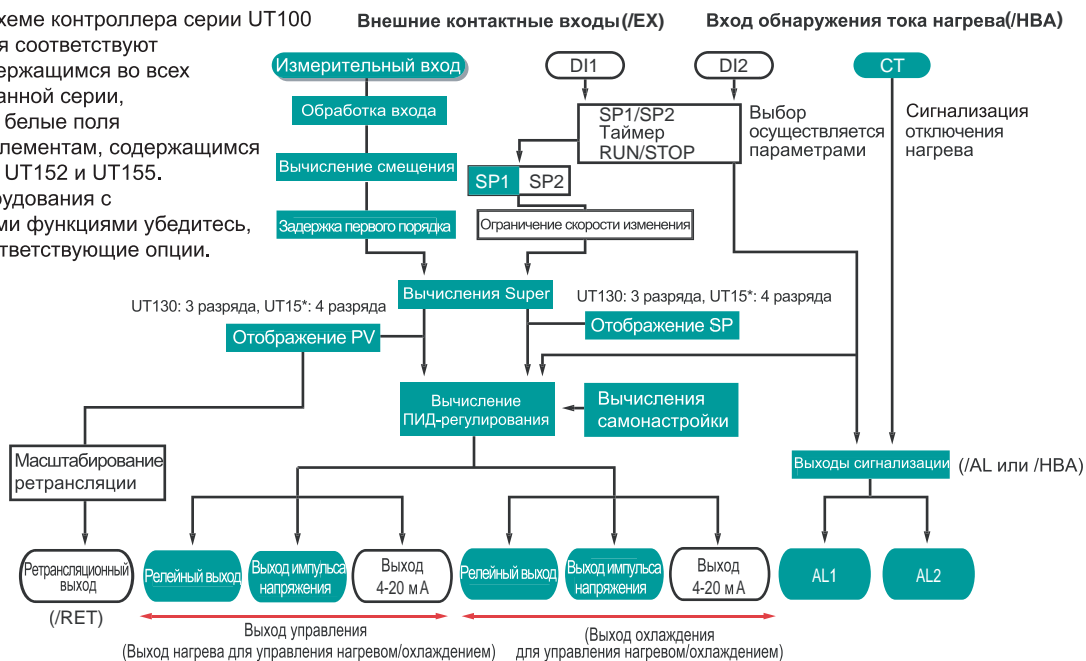 хеме контроллера серии UT100
я соответствуют
ержащимся во всех
анной серии,
белые поля
лементам, содержащимся
UT152 и UT155.
рудования с
ми функциями убедитесь,
тветствующие опции.
Внешние контактные входы(/EX)
Вход обнаружения тока нагрева(/HBA)
Измерительный вход
DI1
DI2
CT
Обработка входа
SP1/SP2
Таймер
RUN/STOP
Выбор
осуществляется
параметрами
Сигнализация
отключения
нагрева
Вычисление смещения
SP1
SP2
Задержка первого порядка
Ограничение скорости изменения
Вычисления Super
UT130: 3 разряда, UT15*: 4 разряда
UT130: 3 разряда, UT15*: 4 разряда
Отображение PV
Отображение SP
Вычисление
ПИД-регулирования
Вычисления
самонастройки
Масштабирование
ретрансляции
Выходы сигнализации
(/AL или /HBA)
Ретрансляционный
выход
(/RET)
Релейный выход
Выход импульса
напряжения
Выход
4-20 мА
Релейный выход
Выход импульса
напряжения
Выход
4-20 мА
AL1
AL2
Выход управления
(Выход нагрева для управления нагревом/охлаждением)
(Выход охлаждения
для управления нагревом/охлаждением)